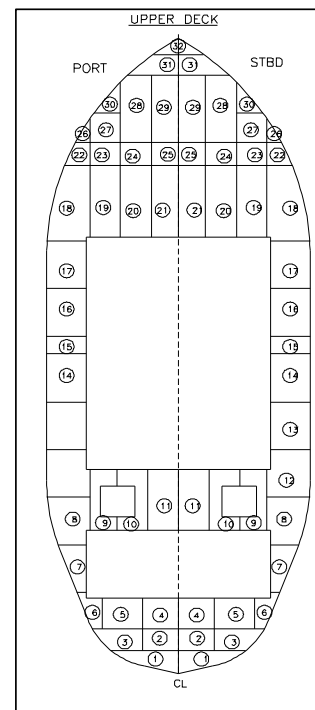 UPPER DECK
32
31 31
PORT STBD
30 28 29 29 28 30
26 27 27 26
22 23 24 25 25 24 23 22
18 19 20 21 21 20 19 18
17 17
16 16
15 15
14 14
13
12
11 11
8 9 10 10 9 8
7 7
6 5 4 4 5 6
3 2 2 3
1 1
CL